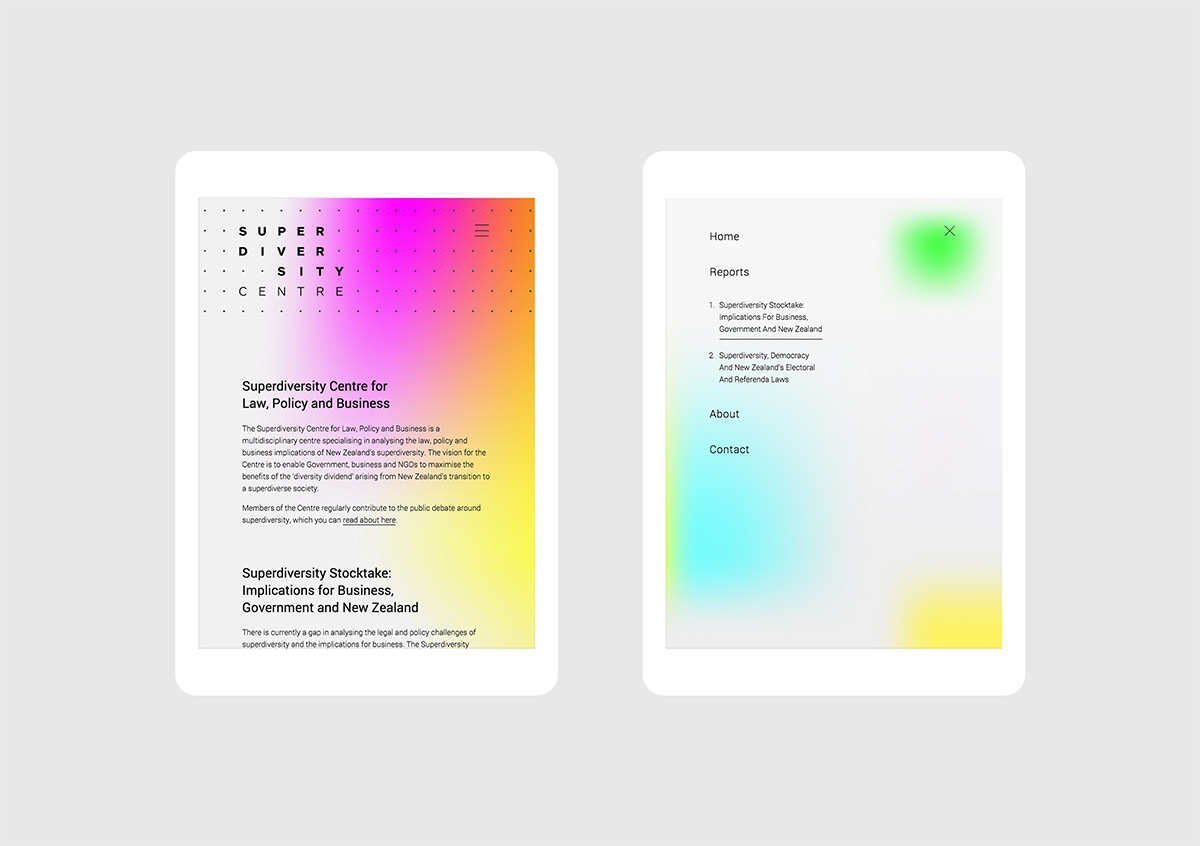 SUPER
DIVER
SITY
CENTRE
Superdiversity Centre for
Law, Policy and Business
The Superdiversity Centre for Law, Policy and Business is a
multidisciplinary centre specialising in analysing the law, policy and
business implications of New Zealand's superdiversity. The vision for the
Centre is to enable Government, business and NGOs to maximise the
benefits of the 'diversity dividend' arising from New Zealand's transition to
a superdiverse society.
Members of the Centre regularly contribute to the public debate around
superdiversity, which you can read about here.
Superdiversity Stocktake:
Implications for Business,
Government and New Zealand
There is currently a gap in analysing the legal and policy challenges of
superdiversity and the implications for business. The Superdiversity
Home
Reports
1. Superdiversity Stocktake:
Implications For Business,
Government And New Zealand
2. Superdiversity, Democracy
And New Zealand's Electoral
And Referenda Laws
About
Contact